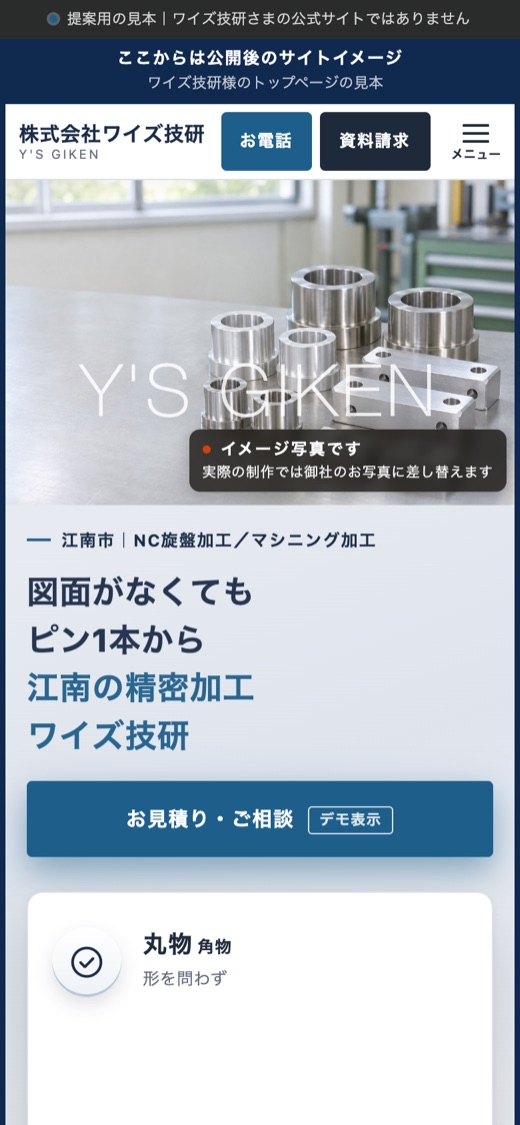 提案用の見本｜ワイズ技研さまの公式サイトではありません
ここからは公開後のサイトイメージ
ワイズ技研様のトップページの見本
株式会社ワイズ技研
Y'S GIKEN
お電話
資料請求
メニュー
Y'S GIKEN
イメージ写真です
実際の制作では御社のお写真に差し替えます
江南市｜NC旋盤加工／マシニング加工
図面がなくても
ピン1本から
江南の精密加工
ワイズ技研
お見積り・ご相談 デモ表示
丸物 角物
形を問わず